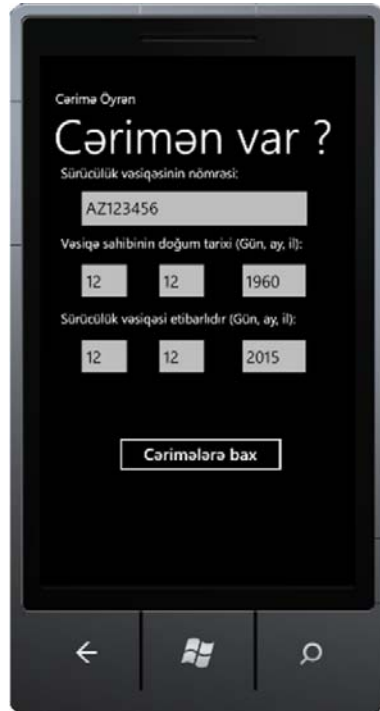 Cərimə Öyrən
Cərimən var ?
Sürücülük vəsiqəsinin nömrəsi:
AZ123456
Vəsiqə sahibinin doğum tarixi (Gün, ay, il):
12 12 1960
Sürücülük vəsiqəsi etibarlıdır (Gün, ay, il):
12 12 2015
Cərimələrə bax